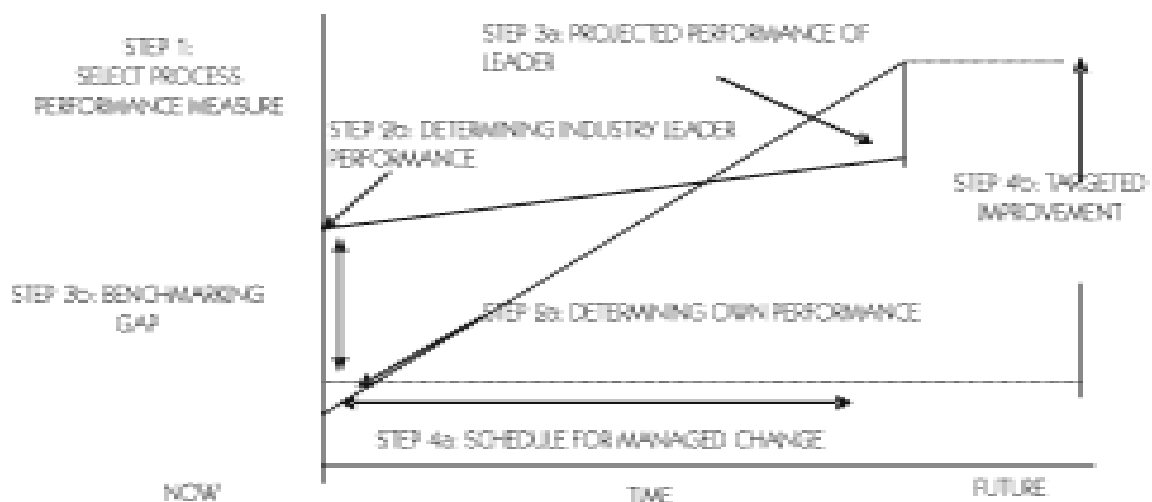 STEP 1:
SELECT PROCESS
PERFORMANCE MEASURE
STEP 3a: PROJECTED PERFORMANCE OF
LEADER
STEP 2b: DETERMINING INDUSTRY LEADER
PERFORMANCE
STEP 4b: TARGETED
IMPROVEMENT
STEP 3b: BENCHMARKING
GAP
STEP 2a: DETERMINING OWN PERFORMANCE
STEP 4a: SCHEDULE FOR MANAGED CHANGE
NOW
TIME
FUTURE